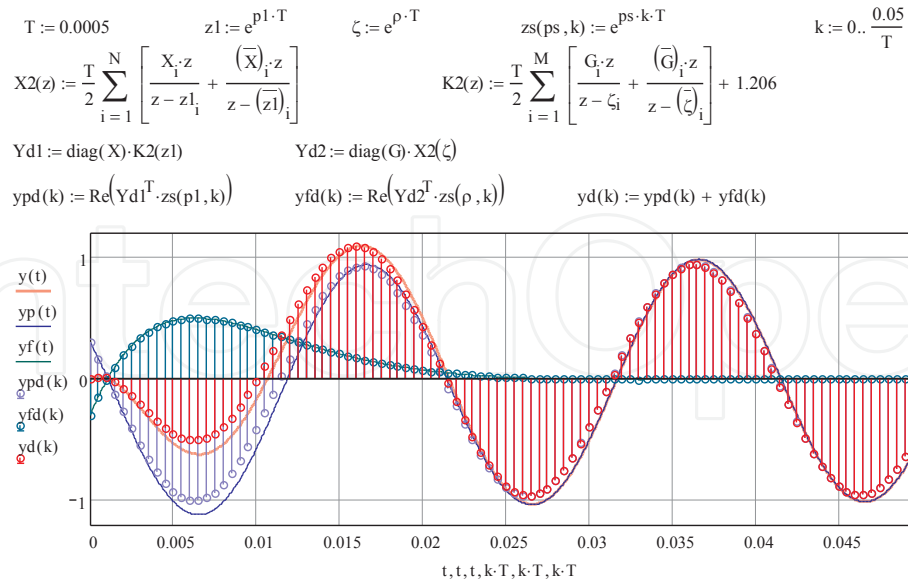 T := 0.0005 z1 := e^(p1·T) ζ := e^(ρ·T) zs(ps , k) := e^(ps·k·T) k := 0.. 0.05/T
X2(z) := T/2 ∑_{i = 1}^{N} [ X_i·z / (z − z1_i) + (X̅)_i·z / (z − (z̅1̅)_i) ] K2(z) := T/2 ∑_{i = 1}^{M} [ G_i·z / (z − ζ_i) + (G̅)_i·z / (z − (ζ̅)_i) ] + 1.206
Yd1 := diag(X)·K2(z1) Yd2 := diag(G)·X2(ζ)
ypd(k) := Re(Yd1^T·zs(p1, k)) yfd(k) := Re(Yd2^T·zs(ρ , k)) yd(k) := ypd(k) + yfd(k)
y(t)
yp(t)
yf(t)
ypd(k)
yfd(k)
yd(k)
1
0
−1
0 0.005 0.01 0.015 0.02 0.025 0.03 0.035 0.04 0.045
t, t, t, k·T, k·T, k·T